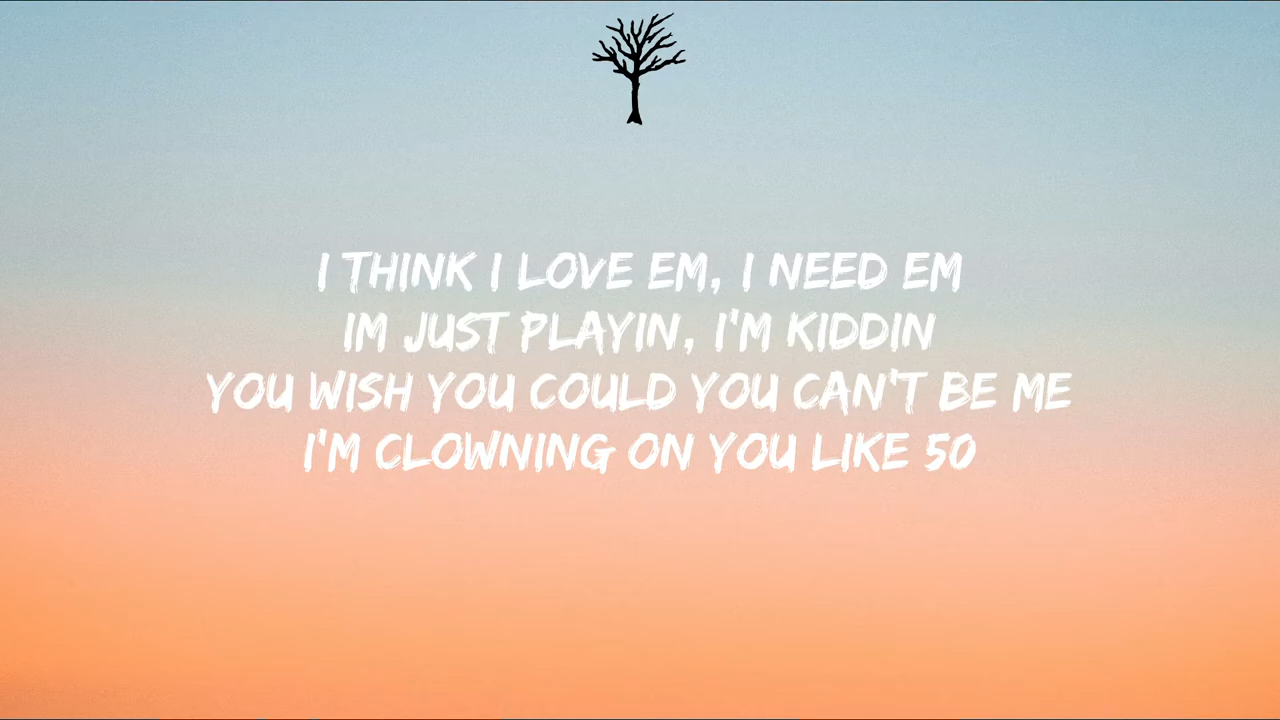 I THINK I LOVE EM, I NEED EM
IM JUST PLAYIN, I'M KIDDIN
YOU WISH YOU COULD YOU CAN'T BE ME
I'M CLOWNING ON YOU LIKE 50